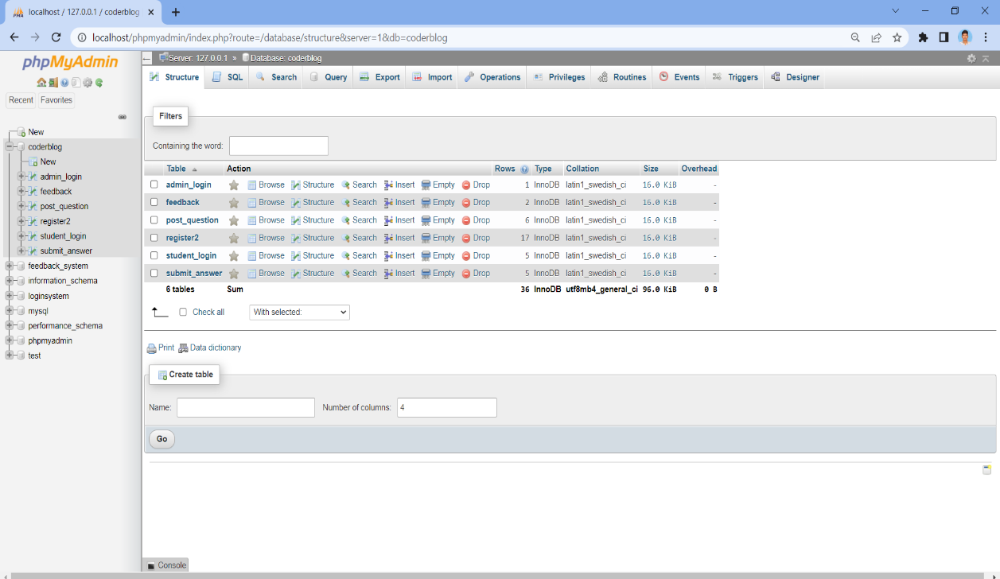 localhost / 127.0.0.1 / coderblog
localhost/phpmyadmin/index.php?route=/database/structure&server=1&db=coderblog
phpMyAdmin
Recent Favorites
New
coderblog
New
admin_login
feedback
post_question
register2
student_login
submit_answer
feedback_system
information_schema
loginsystem
mysql
performance_schema
phpmyadmin
test
Server: 127.0.0.1 » Database: coderblog
Structure SQL Search Query Export Import Operations Privileges Routines Events Triggers Designer
Filters
Containing the word:
Table Action Rows Type Collation Size Overhead
admin_login Browse Structure Search Insert Empty Drop 1 InnoDB latin1_swedish_ci 16.0 KiB -
feedback Browse Structure Search Insert Empty Drop 2 InnoDB latin1_swedish_ci 16.0 KiB -
post_question Browse Structure Search Insert Empty Drop 6 InnoDB latin1_swedish_ci 16.0 KiB -
register2 Browse Structure Search Insert Empty Drop 17 InnoDB latin1_swedish_ci 16.0 KiB -
student_login Browse Structure Search Insert Empty Drop 5 InnoDB latin1_swedish_ci 16.0 KiB -
submit_answer Browse Structure Search Insert Empty Drop 5 InnoDB latin1_swedish_ci 16.0 KiB -
6 tables Sum 36 InnoDB utf8mb4_general_ci 96.0 KiB 0 B
Check all With selected:
Print Data dictionary
Create table
Name: Number of columns: 4
Go
Console